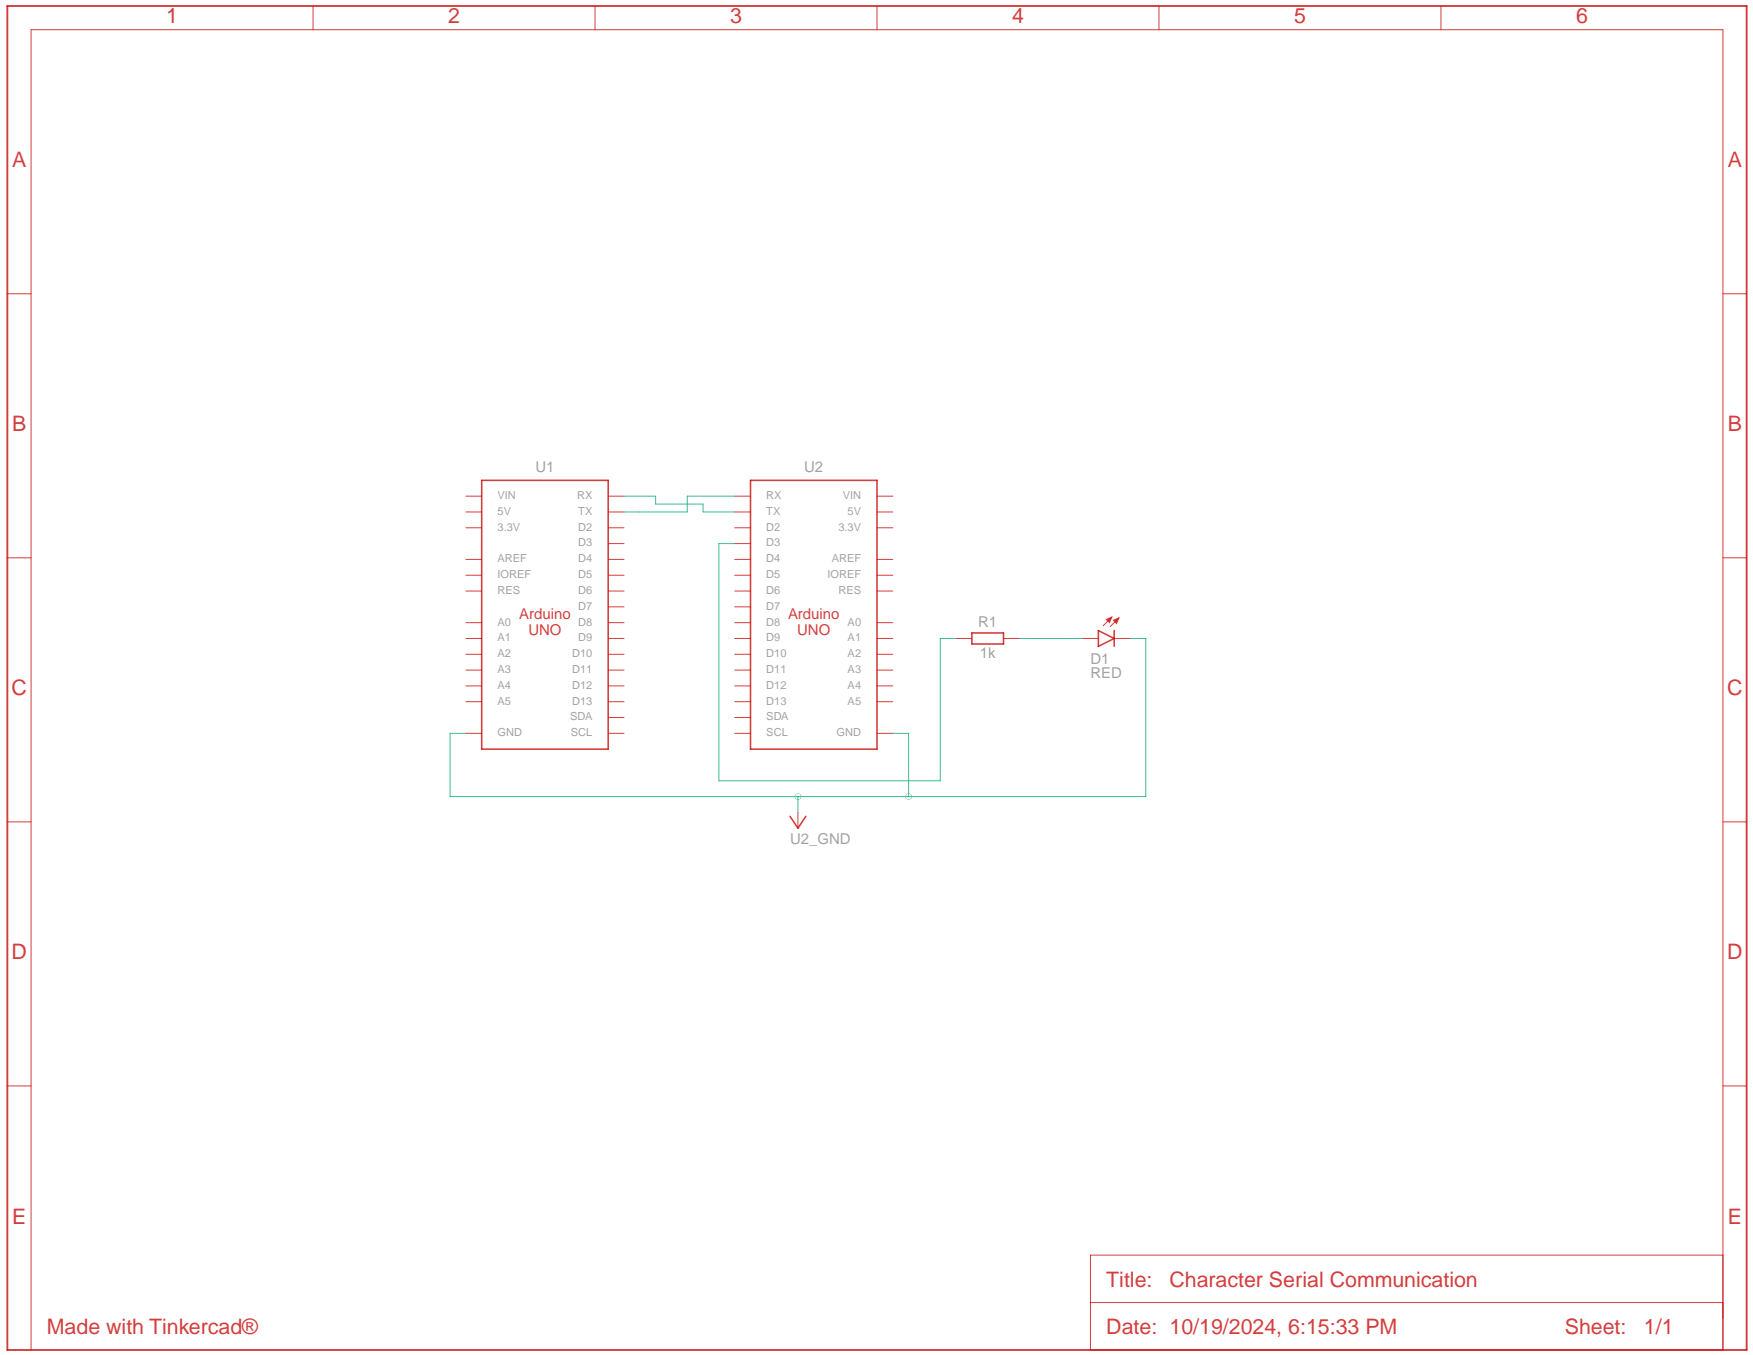 1 2 3 4 5 6
A A
B B
U1 U2
VIN RX RX VIN
5V TX TX 5V
3.3V D2 D2 3.3V
D3 D3
AREF D4 D4 AREF
IOREF D5 D5 IOREF
RES D6 D6 RES
D7 D7
Arduino Arduino
A0 D8 D8 A0
UNO UNO
A1 D9 D9 A1
A2 D10 D10 A2
A3 D11 D11 A3
A4 D12 D12 A4
A5 D13 D13 A5
SDA SDA
GND SCL SCL GND
R1
1k
D1
RED
C C
U2_GND
D D
E E
Title: Character Serial Communication
Made with Tinkercad®
Date: 10/19/2024, 6:15:33 PM Sheet: 1/1